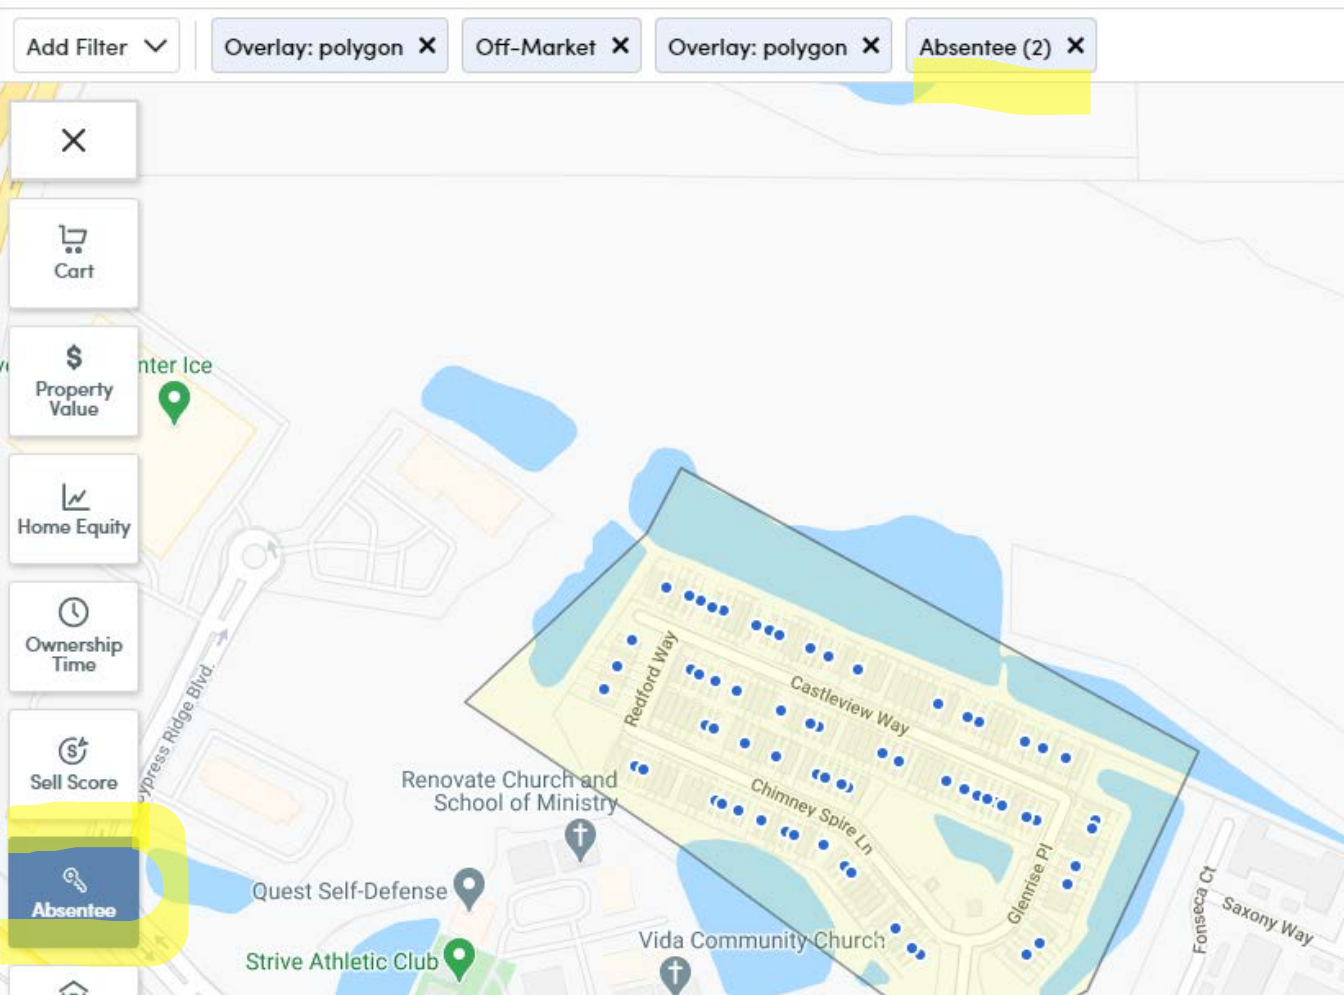 Add Filter
Overlay: polygon ✕
Off-Market ✕
Overlay: polygon ✕
Absentee (2) ✕
Cart
$
Property
Value
Home Equity
Ownership
Time
Sell Score
Absentee
nter Ice
Cypress Ridge Blvd.
Renovate Church and
School of Ministry
Quest Self-Defense
Strive Athletic Club
Vida Community Church
Redford Way
Castleview Way
Chimney Spire Ln
Glenrise Pl
Fonseca Ct
Saxony Way